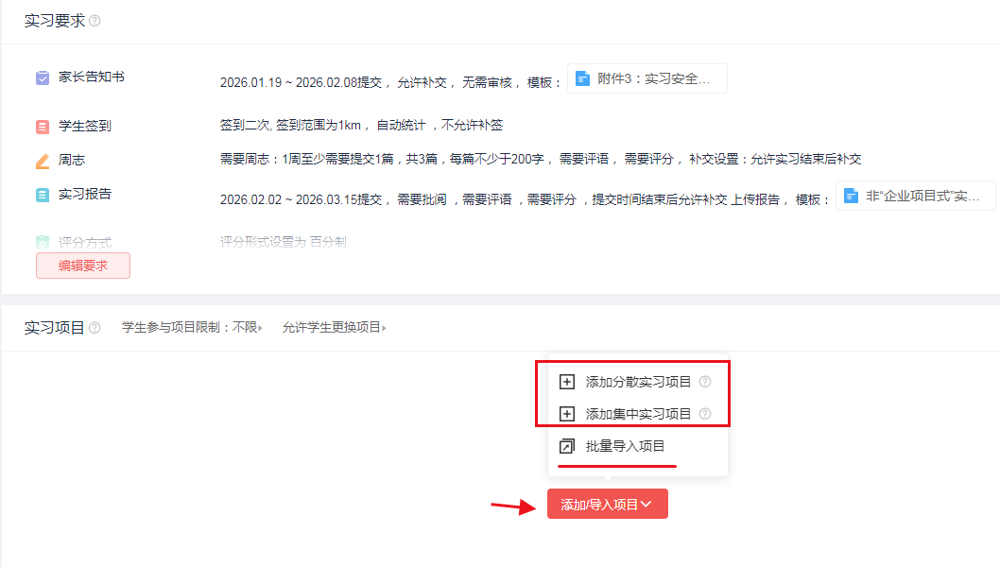 实习要求
家长告知书
2026.01.19 ~ 2026.02.08提交 ，允许补交 ，无需审核 ，模板： 附件3：实习安全...
学生签到
签到二次, 签到范围为1km ，自动统计 ，不允许补签
周志
需要周志：1周至少需要提交1篇 ，共3篇 ，每篇不少于200字 ，需要评语 ，需要评分 ，补交设置：允许实习结束后补交
实习报告
2026.02.02 ~ 2026.03.15提交 ，需要批阅 ，需要评语 ，需要评分 ，提交时间结束后允许补交 上传报告 ，模板： 非“企业项目式”实...
评分方式
评分形式设置为 百分制
编辑要求
实习项目 学生参与项目限制：不限 允许学生更换项目
添加分散实习项目
添加集中实习项目
批量导入项目
添加/导入项目